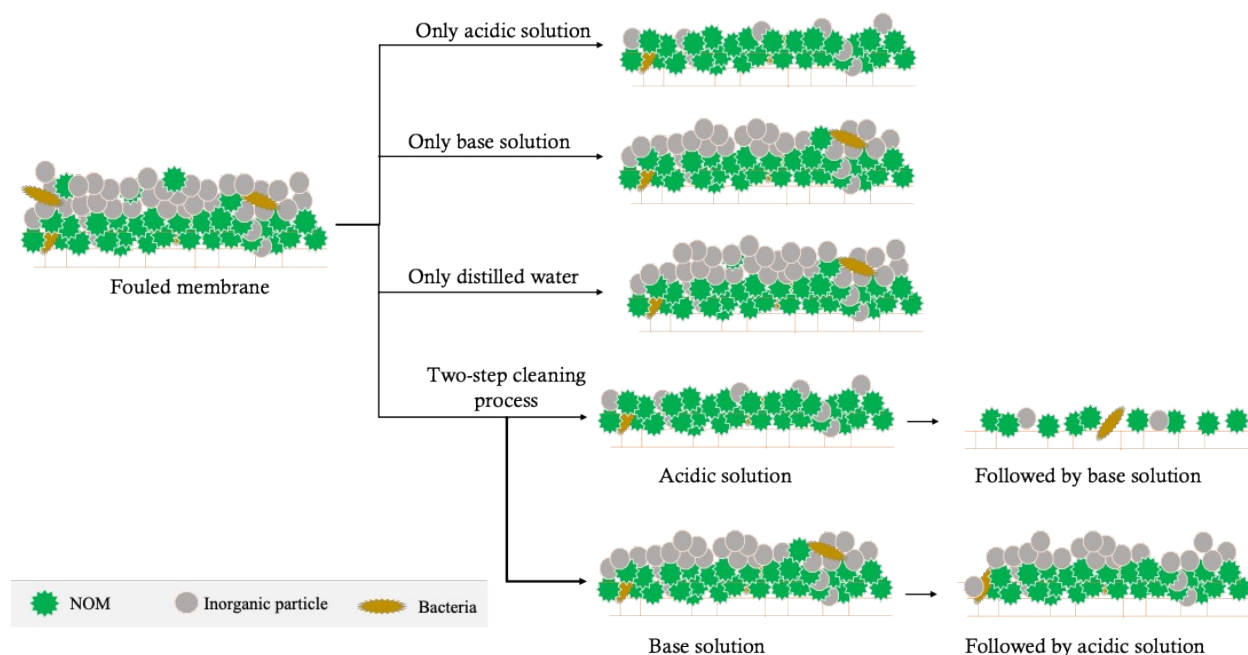 Only acidic solution
Only base solution
Fouled membrane
Only distilled water
Two-step cleaning
process
Acidic solution
Followed by base solution
NOM
Inorganic particle
Bacteria
Base solution
Followed by acidic solution